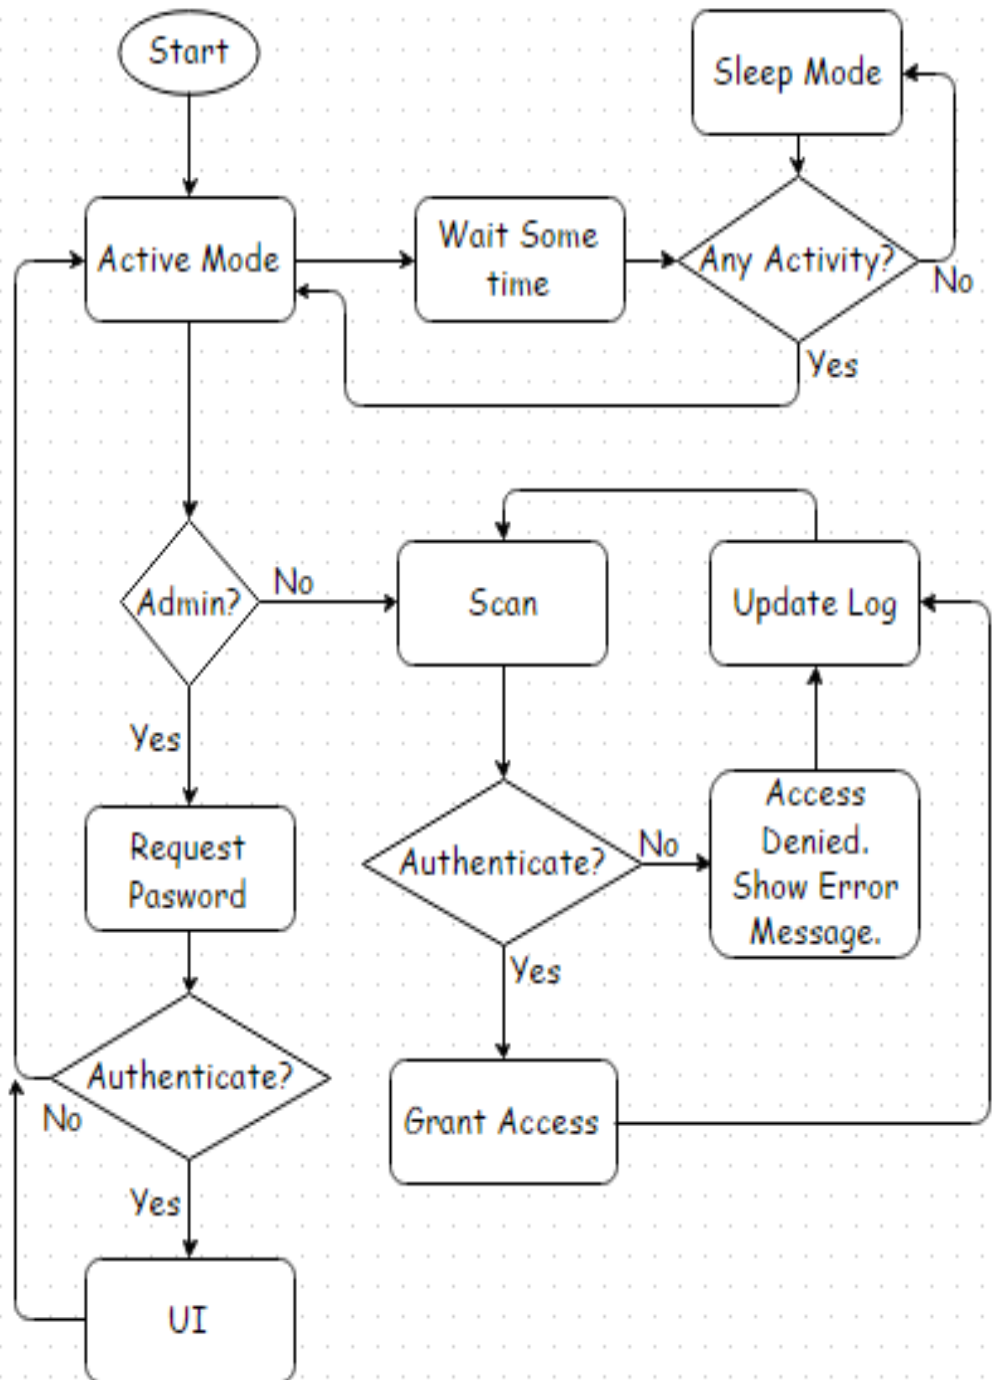 Start
Sleep Mode
Active Mode
Wait Some
time
Any Activity?
No
Yes
Admin?
No
Scan
Update Log
Yes
Request
Pasword
Authenticate?
No
Access
Denied.
Show Error
Message.
Yes
Authenticate?
No
Grant Access
Yes
UI